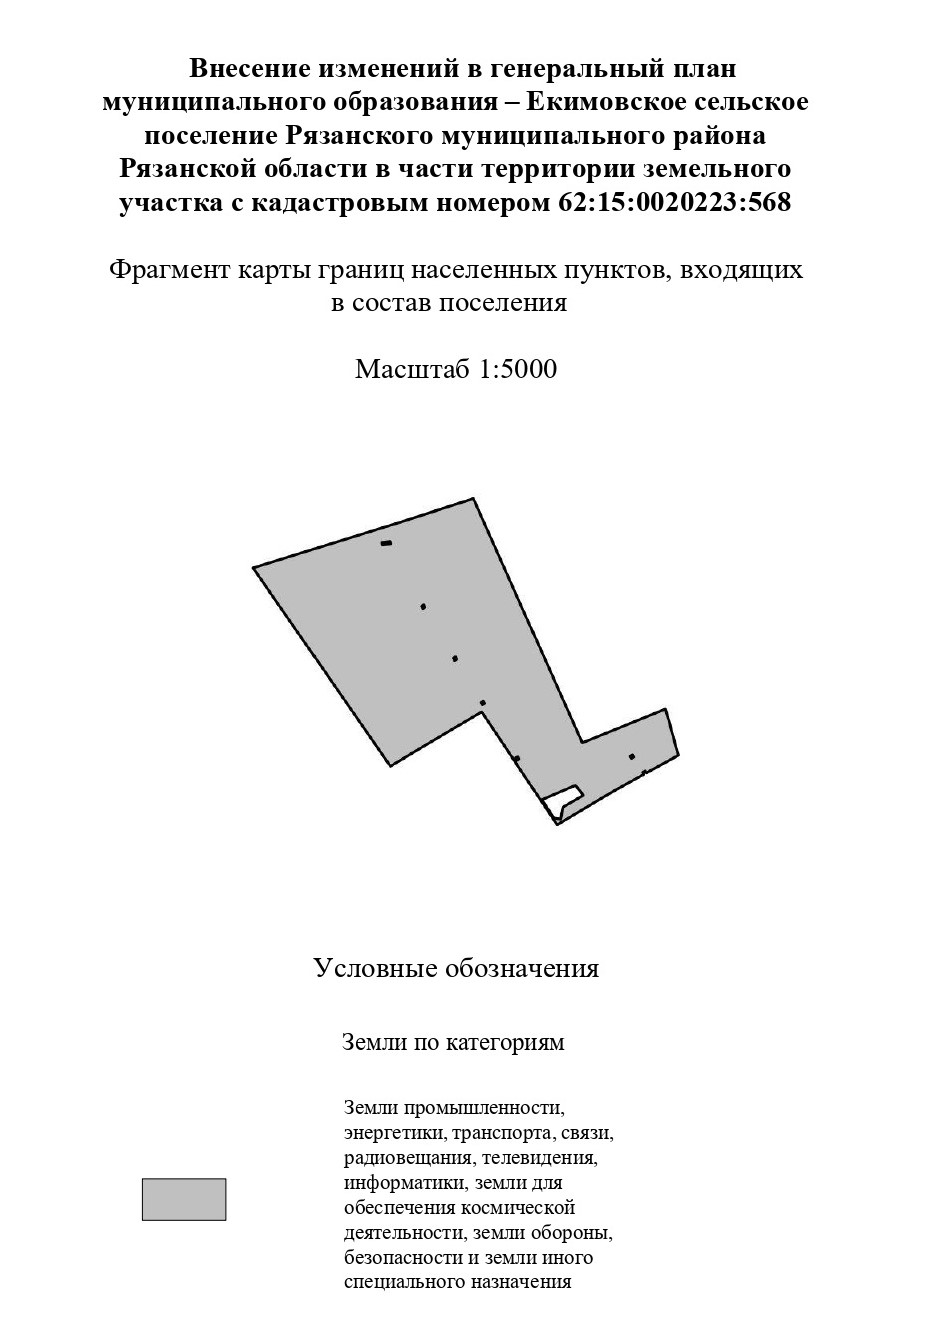 Внесение изменений в генеральный план
муниципального образования – Екимовское сельское
поселение Рязанского муниципального района
Рязанской области в части территории земельного
участка с кадастровым номером 62:15:0020223:568
Фрагмент карты границ населенных пунктов, входящих
в состав поселения
Масштаб 1:5000
Условные обозначения
Земли по категориям
Земли промышленности,
энергетики, транспорта, связи,
радиовещания, телевидения,
информатики, земли для
обеспечения космической
деятельности, земли обороны,
безопасности и земли иного
специального назначения